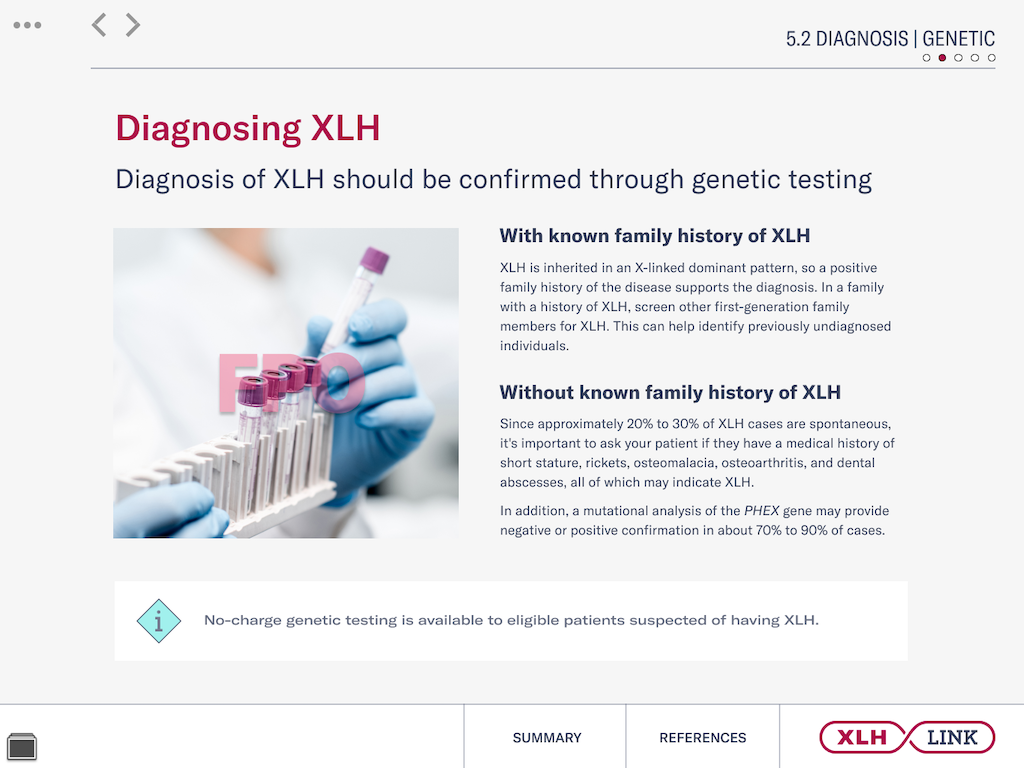 5.2 DIAGNOSIS | GENETIC
Diagnosing XLH
Diagnosis of XLH should be confirmed through genetic testing
FPO
With known family history of XLH
XLH is inherited in an X-linked dominant pattern, so a positive
family history of the disease supports the diagnosis. In a family
with a history of XLH, screen other first-generation family
members for XLH. This can help identify previously undiagnosed
individuals.
Without known family history of XLH
Since approximately 20% to 30% of XLH cases are spontaneous,
it's important to ask your patient if they have a medical history of
short stature, rickets, osteomalacia, osteoarthritis, and dental
abscesses, all of which may indicate XLH.
In addition, a mutational analysis of the PHEX gene may provide
negative or positive confirmation in about 70% to 90% of cases.
i
No-charge genetic testing is available to eligible patients suspected of having XLH.
SUMMARY
REFERENCES
XLH LINK